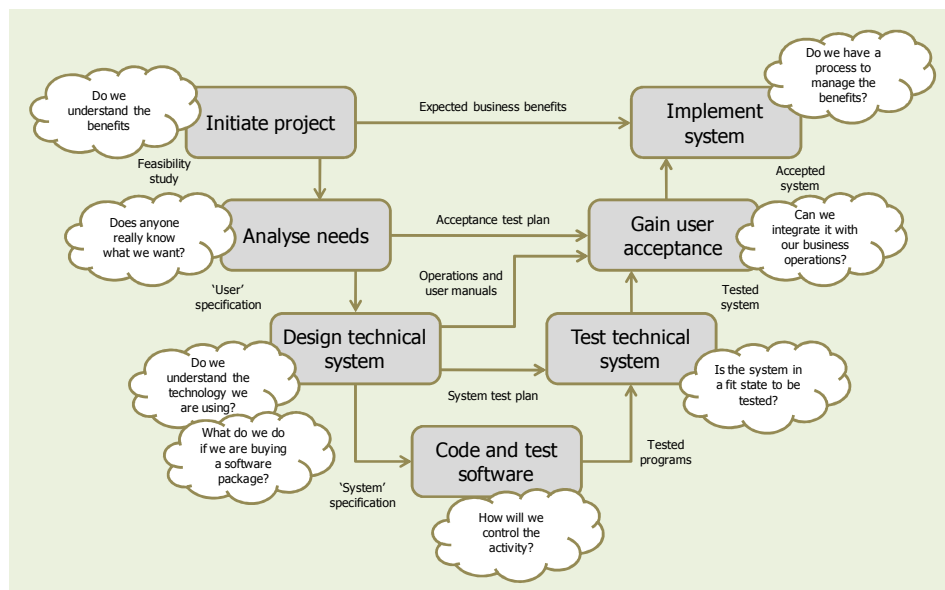 Do we
understand the
benefits
Initiate project
Expected business benefits
Implement
system
Do we have a
process to
manage the
benefits?
Feasibility
study
Accepted
system
Does anyone
really know
what we want?
Analyse needs
Acceptance test plan
Gain user
acceptance
Can we
integrate it with
our business
operations?
‘User’
specification
Operations and
user manuals
Tested
system
Design technical
system
Test technical
system
Do we
understand the
technology we
are using?
System test plan
Is the system in
a fit state to be
tested?
What do we do
if we are buying
a software
package?
‘System’
specification
Code and test
software
Tested
programs
How will we
control the
activity?